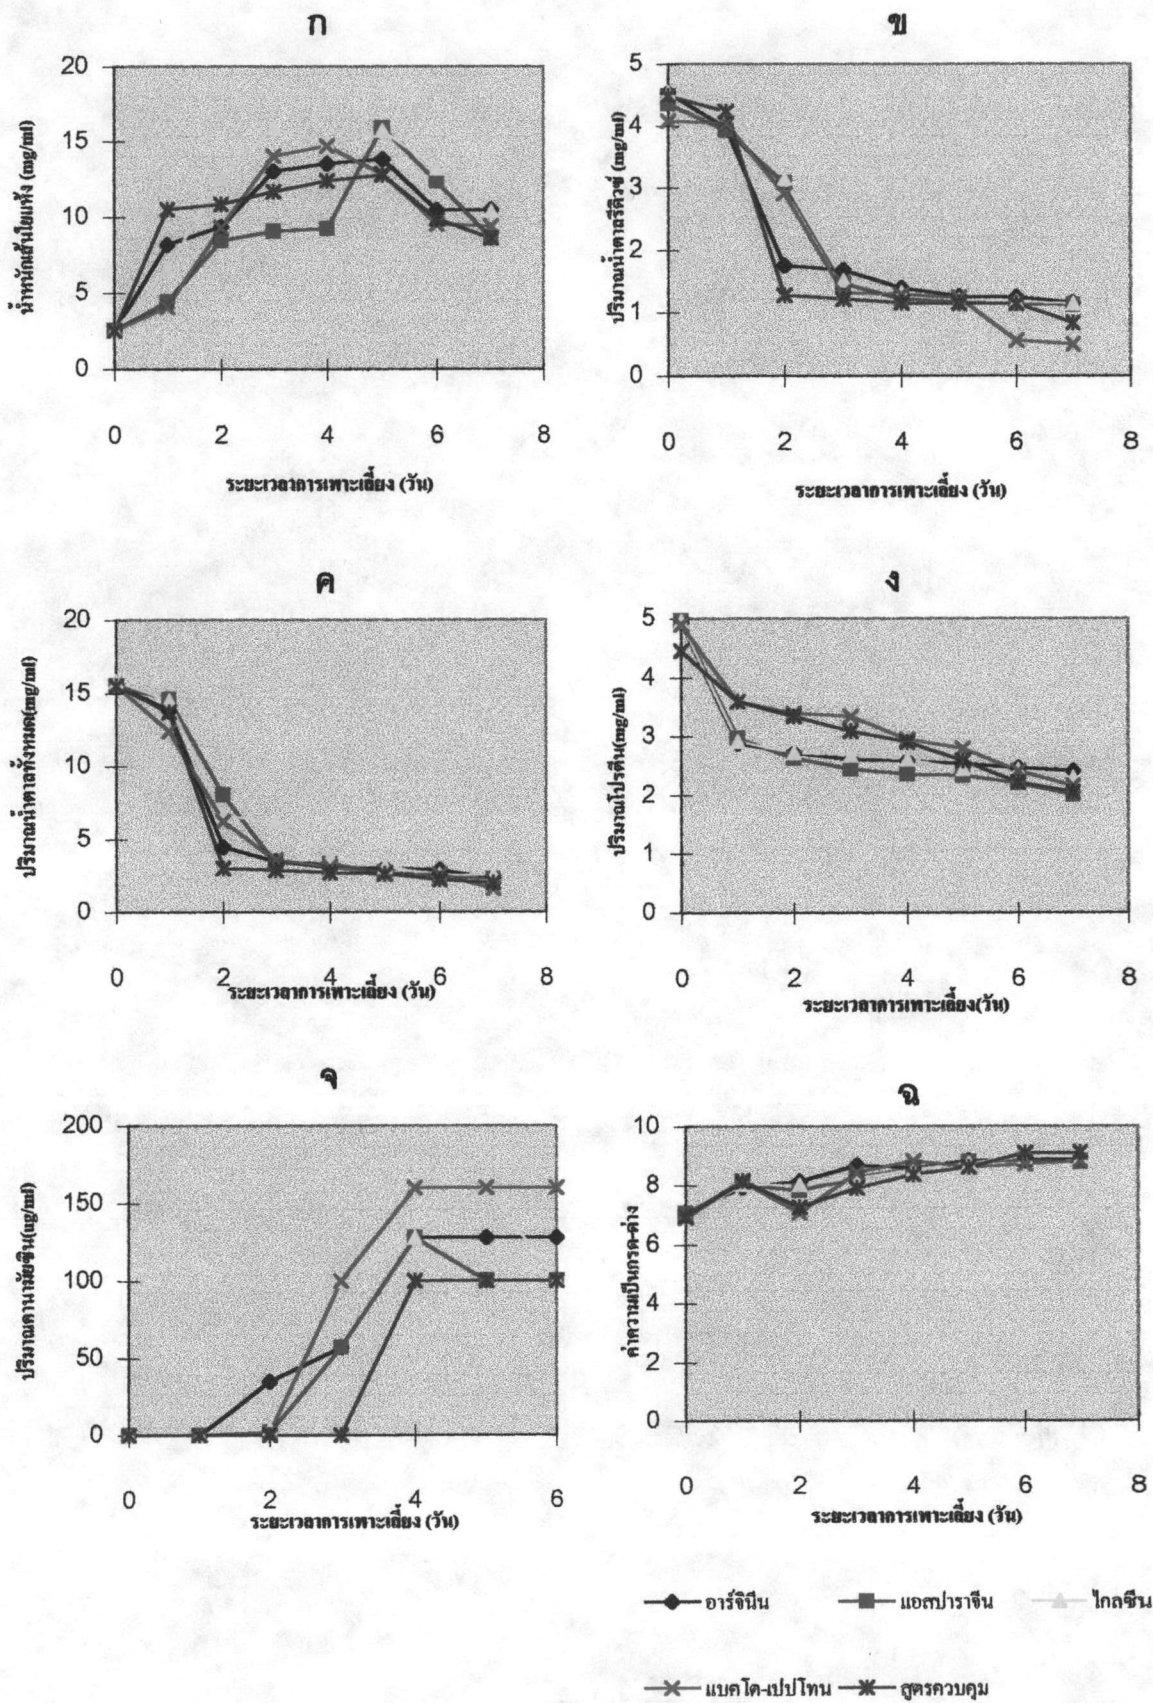 ก
น้ำหนักเส้นใยแห้ง (mg/ml)
20
15
10
5
0
0 2 4 6 8
ระยะเวลาการเพาะเลี้ยง (วัน)
ข
ปริมาณน้ำตาลรีดิวซ์ (mg/ml)
5
4
3
2
1
0
0 2 4 6 8
ระยะเวลาการเพาะเลี้ยง (วัน)
ค
ปริมาณน้ำตาลทั้งหมด(mg/ml)
20
15
10
5
0
0 2 4 6 8
ระยะเวลาการเพาะเลี้ยง (วัน)
ง
ปริมาณโปรตีน(mg/ml)
5
4
3
2
1
0
0 2 4 6 8
ระยะเวลาการเพาะเลี้ยง(วัน)
จ
ปริมาณคานามัยซิน(ug/ml)
200
150
100
50
0
0 2 4 6
ระยะเวลาการเพาะเลี้ยง (วัน)
ฉ
ค่าความเป็นกรด-ด่าง
10
8
6
4
2
0
0 2 4 6 8
ระยะเวลาการเพาะเลี้ยง (วัน)
อาร์จินีน แอสปาราจีน ไกลซีน
แบคโต-เปปโทน สูตรควบคุม